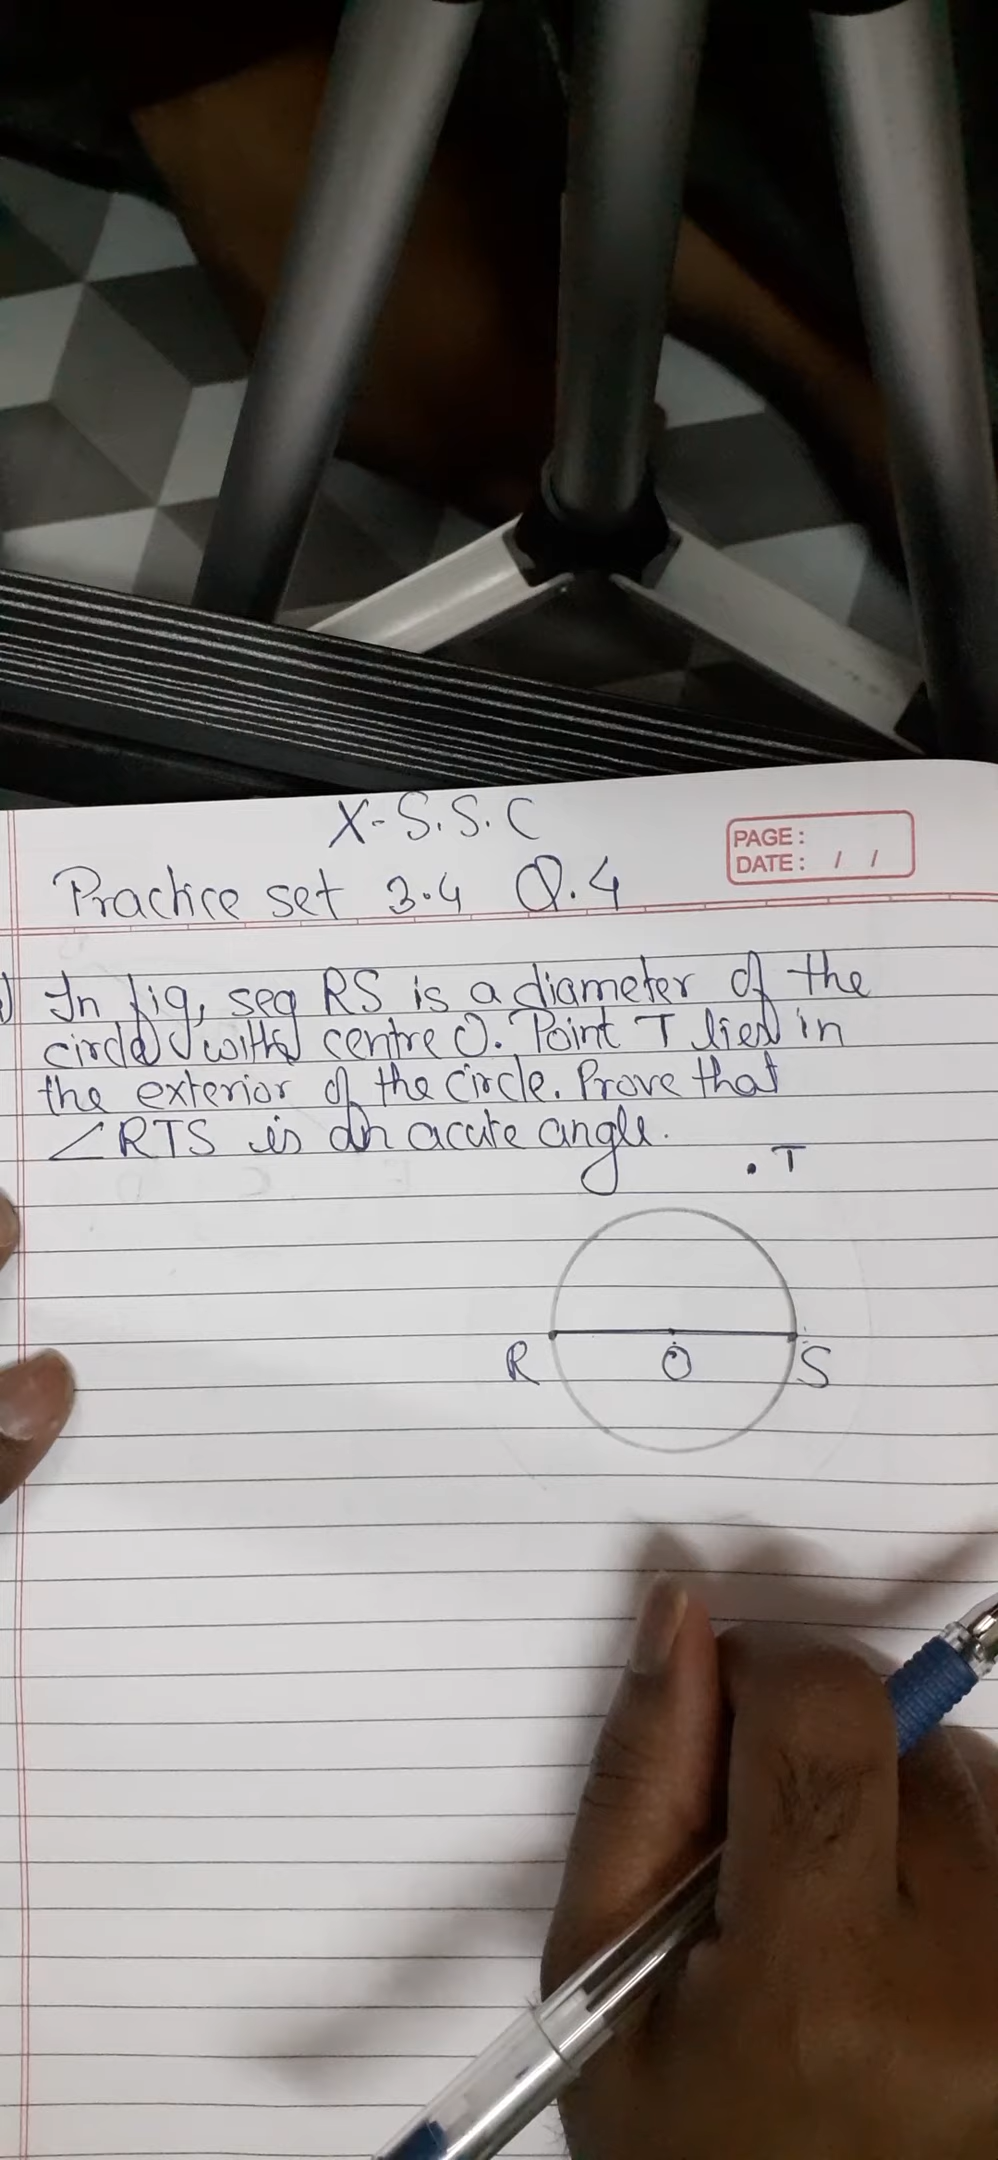 X-S.S.C
PAGE:
DATE: / /
Practice set 3.4 Q.4
In fig, seg RS is a diameter of the
circle with centre O. Point T lies in
the exterior of the circle. Prove that
∠RTS is an acute angle.
. T
R O S